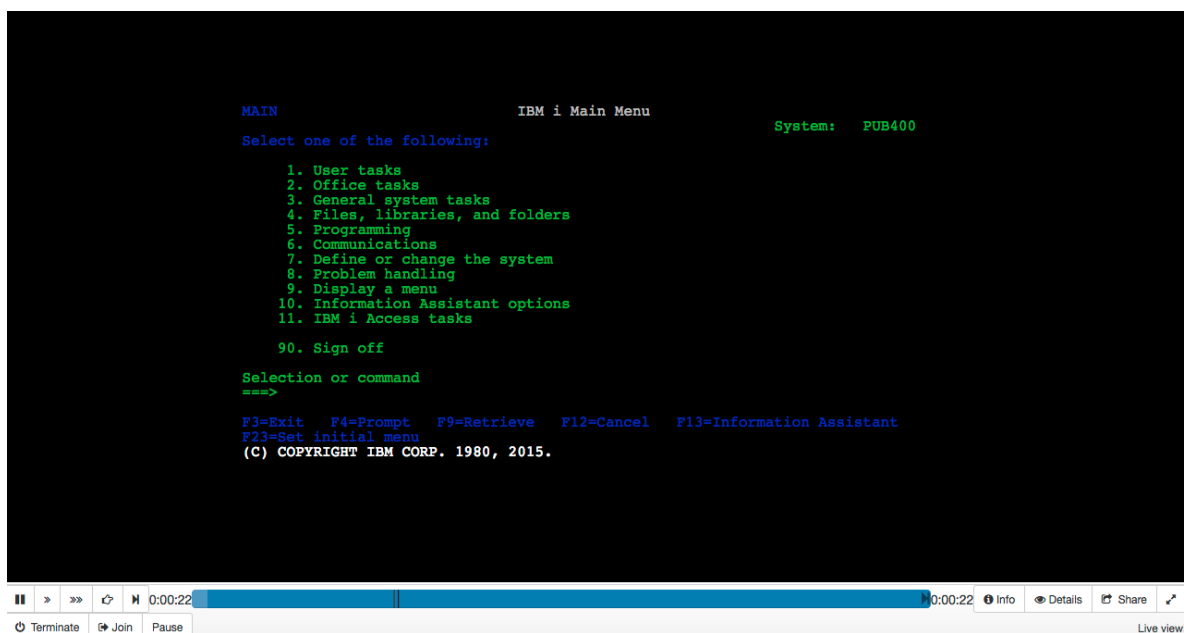 MAIN IBM i Main Menu
System: PUB400
Select one of the following:
1. User tasks
2. Office tasks
3. General system tasks
4. Files, libraries, and folders
5. Programming
6. Communications
7. Define or change the system
8. Problem handling
9. Display a menu
10. Information Assistant options
11. IBM i Access tasks
90. Sign off
Selection or command
===>
F3=Exit F4=Prompt F9=Retrieve F12=Cancel F13=Information Assistant
F23=Set initial menu
(C) COPYRIGHT IBM CORP. 1980, 2015.
0:00:22 0:00:22 Info Details Share
Terminate Join Pause Live view